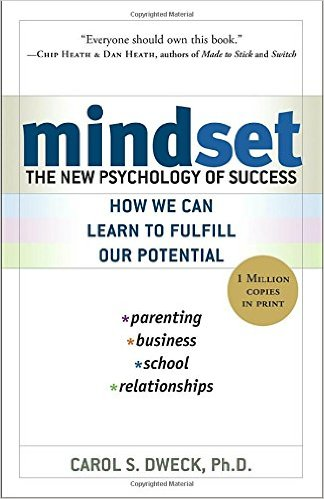 "Everyone should own this book."
—CHIP HEATH & DAN HEATH, authors of Made to Stick and Switch
mindset
THE NEW PSYCHOLOGY OF SUCCESS
HOW WE CAN
LEARN TO FULFILL
OUR POTENTIAL
1 MILLION
COPIES
IN PRINT
*parenting
*business
*school
*relationships
CAROL S. DWECK, Ph.D.